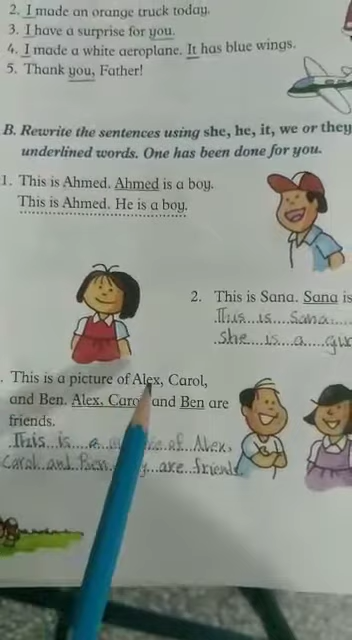 2. I made an orange truck today.
3. I have a surprise for you.
4. I made a white aeroplane. It has blue wings.
5. Thank you, Father!
B. Rewrite the sentences using she, he, it, we or they
underlined words. One has been done for you.
1. This is Ahmed. Ahmed is a boy.
This is Ahmed. He is a boy.
2. This is Sana. Sana is
This is Sana.
She is a
. This is a picture of Alex, Carol,
and Ben. Alex, Carol and Ben are
friends.
This is a of Alex,
Carol and Ben. are friends